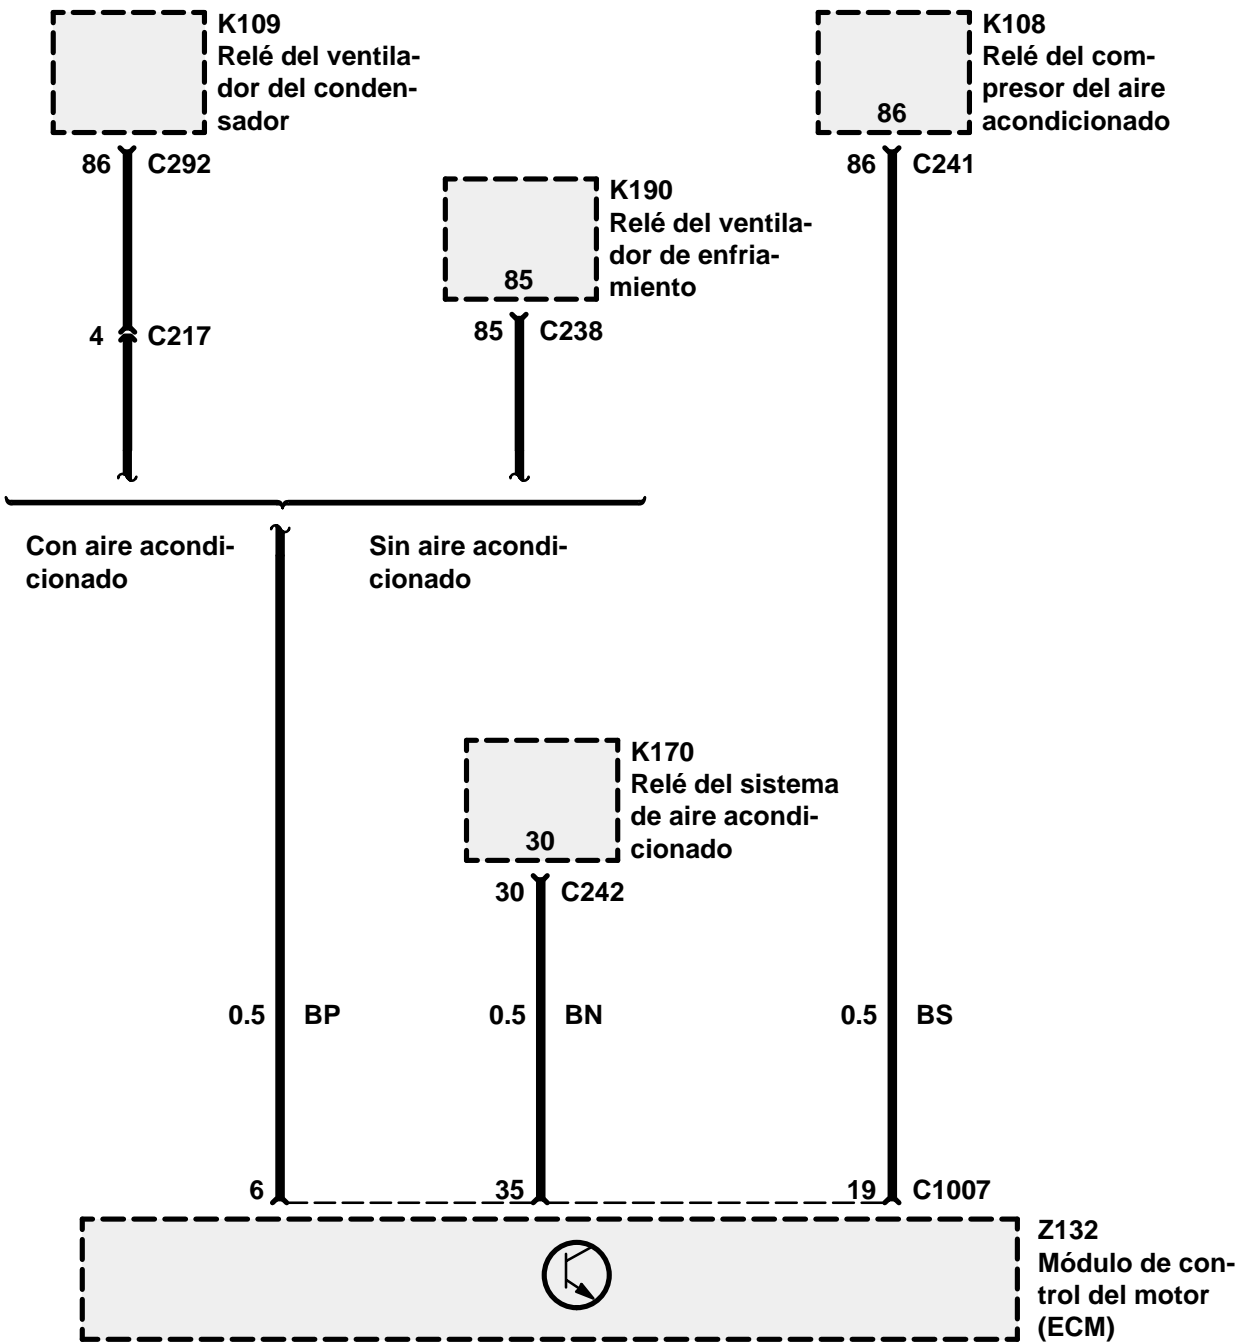 K109
Relé del ventila-
dor del conden-
sador
86 C292
4 C217
K190
Relé del ventila-
dor de enfria-
miento
85
85 C238
K108
Relé del com-
presor del aire
acondicionado
86
86 C241
Con aire acondi-
cionado
Sin aire acondi-
cionado
K170
Relé del sistema
de aire acondi-
cionado
30
30 C242
0.5 BP
0.5 BN
0.5 BS
6
35
19 C1007
Z132
Módulo de con-
trol del motor
(ECM)